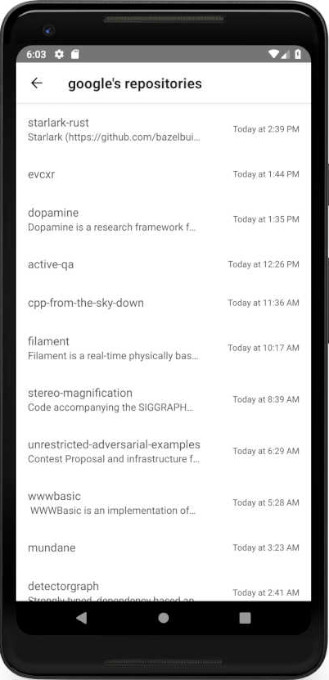 6:03
google's repositories
starlark-rust
Today at 2:39 PM
Starlark (https://github.com/bazelbui...
evcxr
Today at 1:44 PM
dopamine
Today at 1:35 PM
Dopamine is a research framework f...
active-qa
Today at 12:26 PM
cpp-from-the-sky-down
Today at 11:36 AM
filament
Today at 10:17 AM
Filament is a real-time physically bas...
stereo-magnification
Today at 8:39 AM
Code accompanying the SIGGRAPH...
unrestricted-adversarial-examples
Today at 6:29 AM
Contest Proposal and infrastructure f...
wwwbasic
Today at 5:28 AM
WWWBasic is an implementation of...
mundane
Today at 3:23 AM
detectorgraph
Today at 2:41 AM
Strongly typed, dependency based an